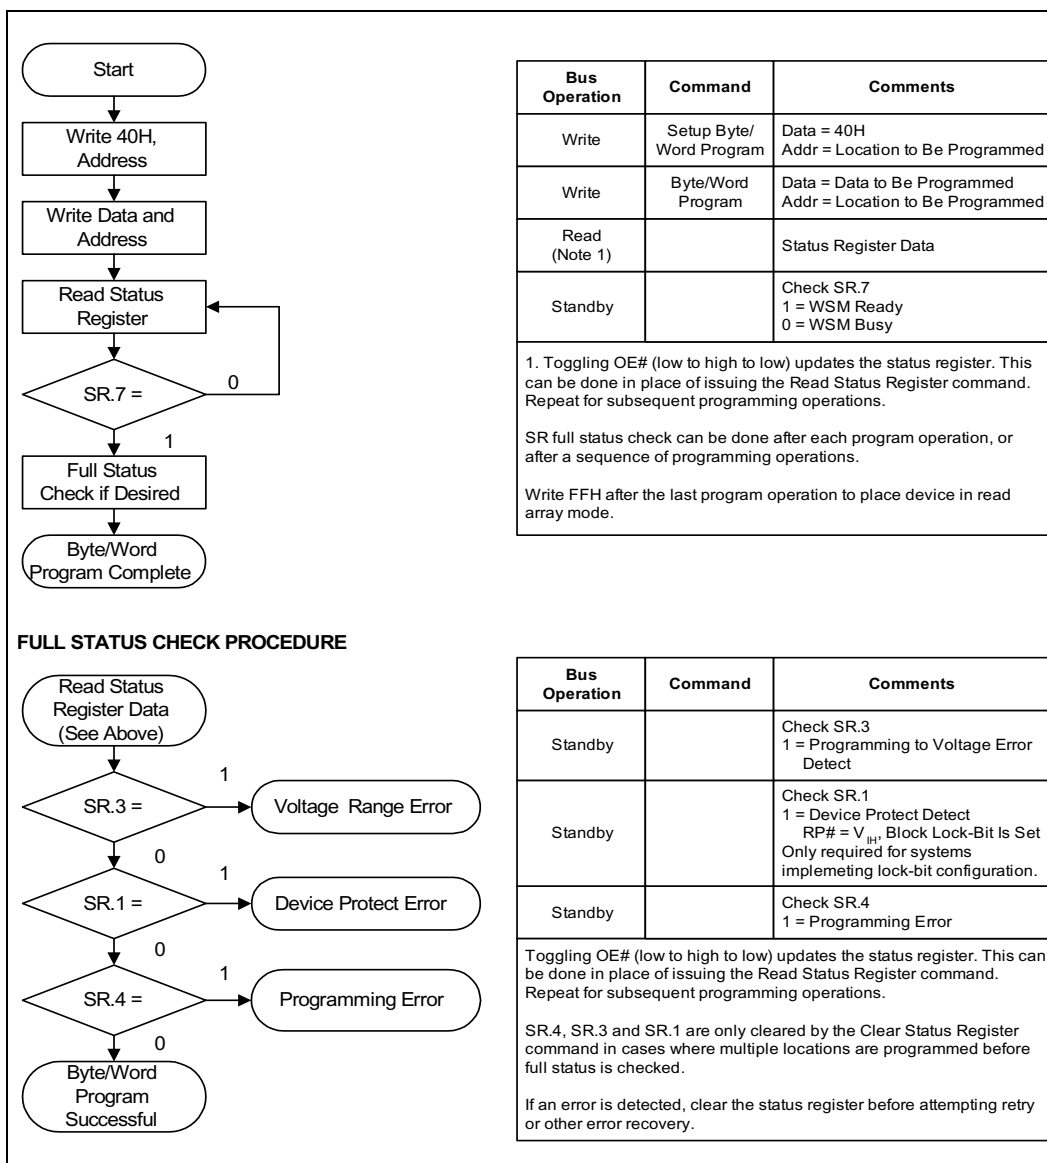 Start
Write 40H,
Address
Write Data and
Address
Read Status
Register
SR.7 =
0
1
Full Status
Check if Desired
Byte/Word
Program Complete
Bus
Operation
Command
Comments
Write
Setup Byte/
Word Program
Data = 40H
Addr = Location to Be Programmed
Write
Byte/Word
Program
Data = Data to Be Programmed
Addr = Location to Be Programmed
Read
(Note 1)
Status Register Data
Standby
Check SR.7
1 = WSM Ready
0 = WSM Busy
1. Toggling OE# (low to high to low) updates the status register. This
can be done in place of issuing the Read Status Register command.
Repeat for subsequent programming operations.
SR full status check can be done after each program operation, or
after a sequence of programming operations.
Write FFH after the last program operation to place device in read
array mode.
FULL STATUS CHECK PROCEDURE
Read Status
Register Data
(See Above)
SR.3 =
1
Voltage Range Error
0
SR.1 =
1
Device Protect Error
0
SR.4 =
1
Programming Error
0
Byte/Word
Program
Successful
Bus
Operation
Command
Comments
Standby
Check SR.3
1 = Programming to Voltage Error
Detect
Standby
Check SR.1
1 = Device Protect Detect
RP# = VIH, Block Lock-Bit Is Set
Only required for systems
implemeting lock-bit configuration.
Standby
Check SR.4
1 = Programming Error
Toggling OE# (low to high to low) updates the status register. This can
be done in place of issuing the Read Status Register command.
Repeat for subsequent programming operations.
SR.4, SR.3 and SR.1 are only cleared by the Clear Status Register
command in cases where multiple locations are programmed before
full status is checked.
If an error is detected, clear the status register before attempting retry
or other error recovery.